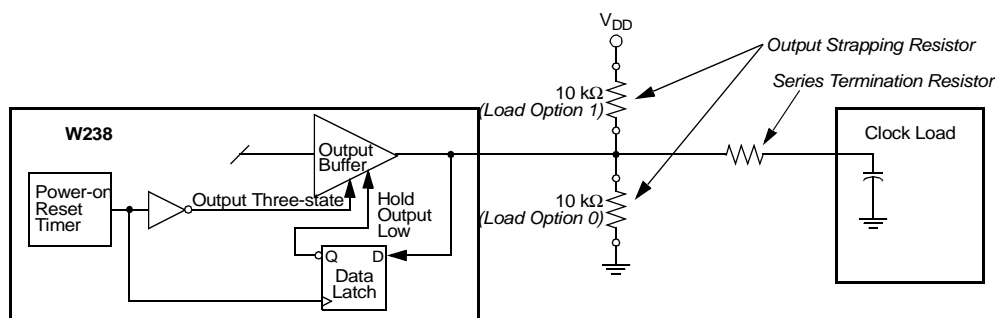 VDD
Output Strapping Resistor
Series Termination Resistor
10 kΩ
(Load Option 1)
W238
Output
Buffer
Clock Load
Power-on
Reset
Timer
Output Three-state
Hold
Output
Low
10 kΩ
(Load Option 0)
Q
D
Data
Latch